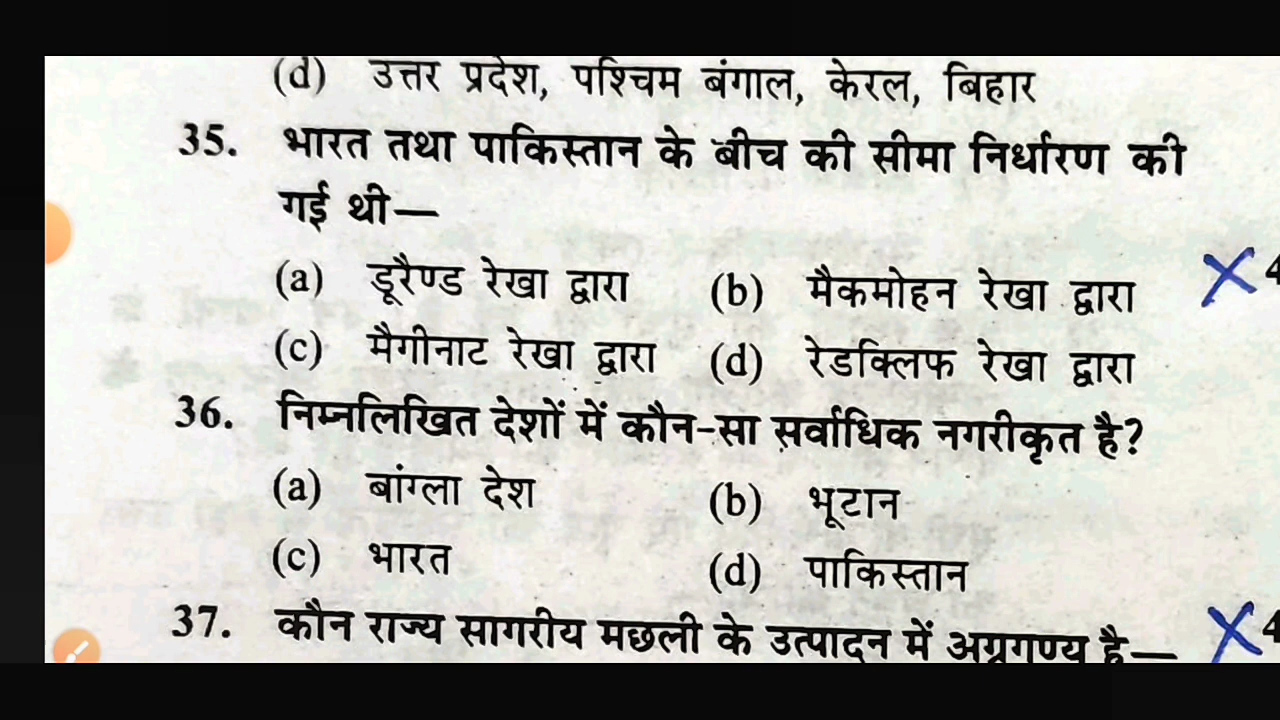 (d) उत्तर प्रदेश, पश्चिम बंगाल, केरल, बिहार
35. भारत तथा पाकिस्तान के बीच की सीमा निर्धारण की
गई थी—
(a) डूरैण्ड रेखा द्वारा (b) मैकमोहन रेखा द्वारा
(c) मैगीनाट रेखा द्वारा (d) रेडक्लिफ रेखा द्वारा
36. निम्नलिखित देशों में कौन-सा सर्वाधिक नगरीकृत है?
(a) बांग्ला देश (b) भूटान
(c) भारत (d) पाकिस्तान
37. कौन राज्य सागरीय मछली के उत्पादन में अग्रगण्य है—